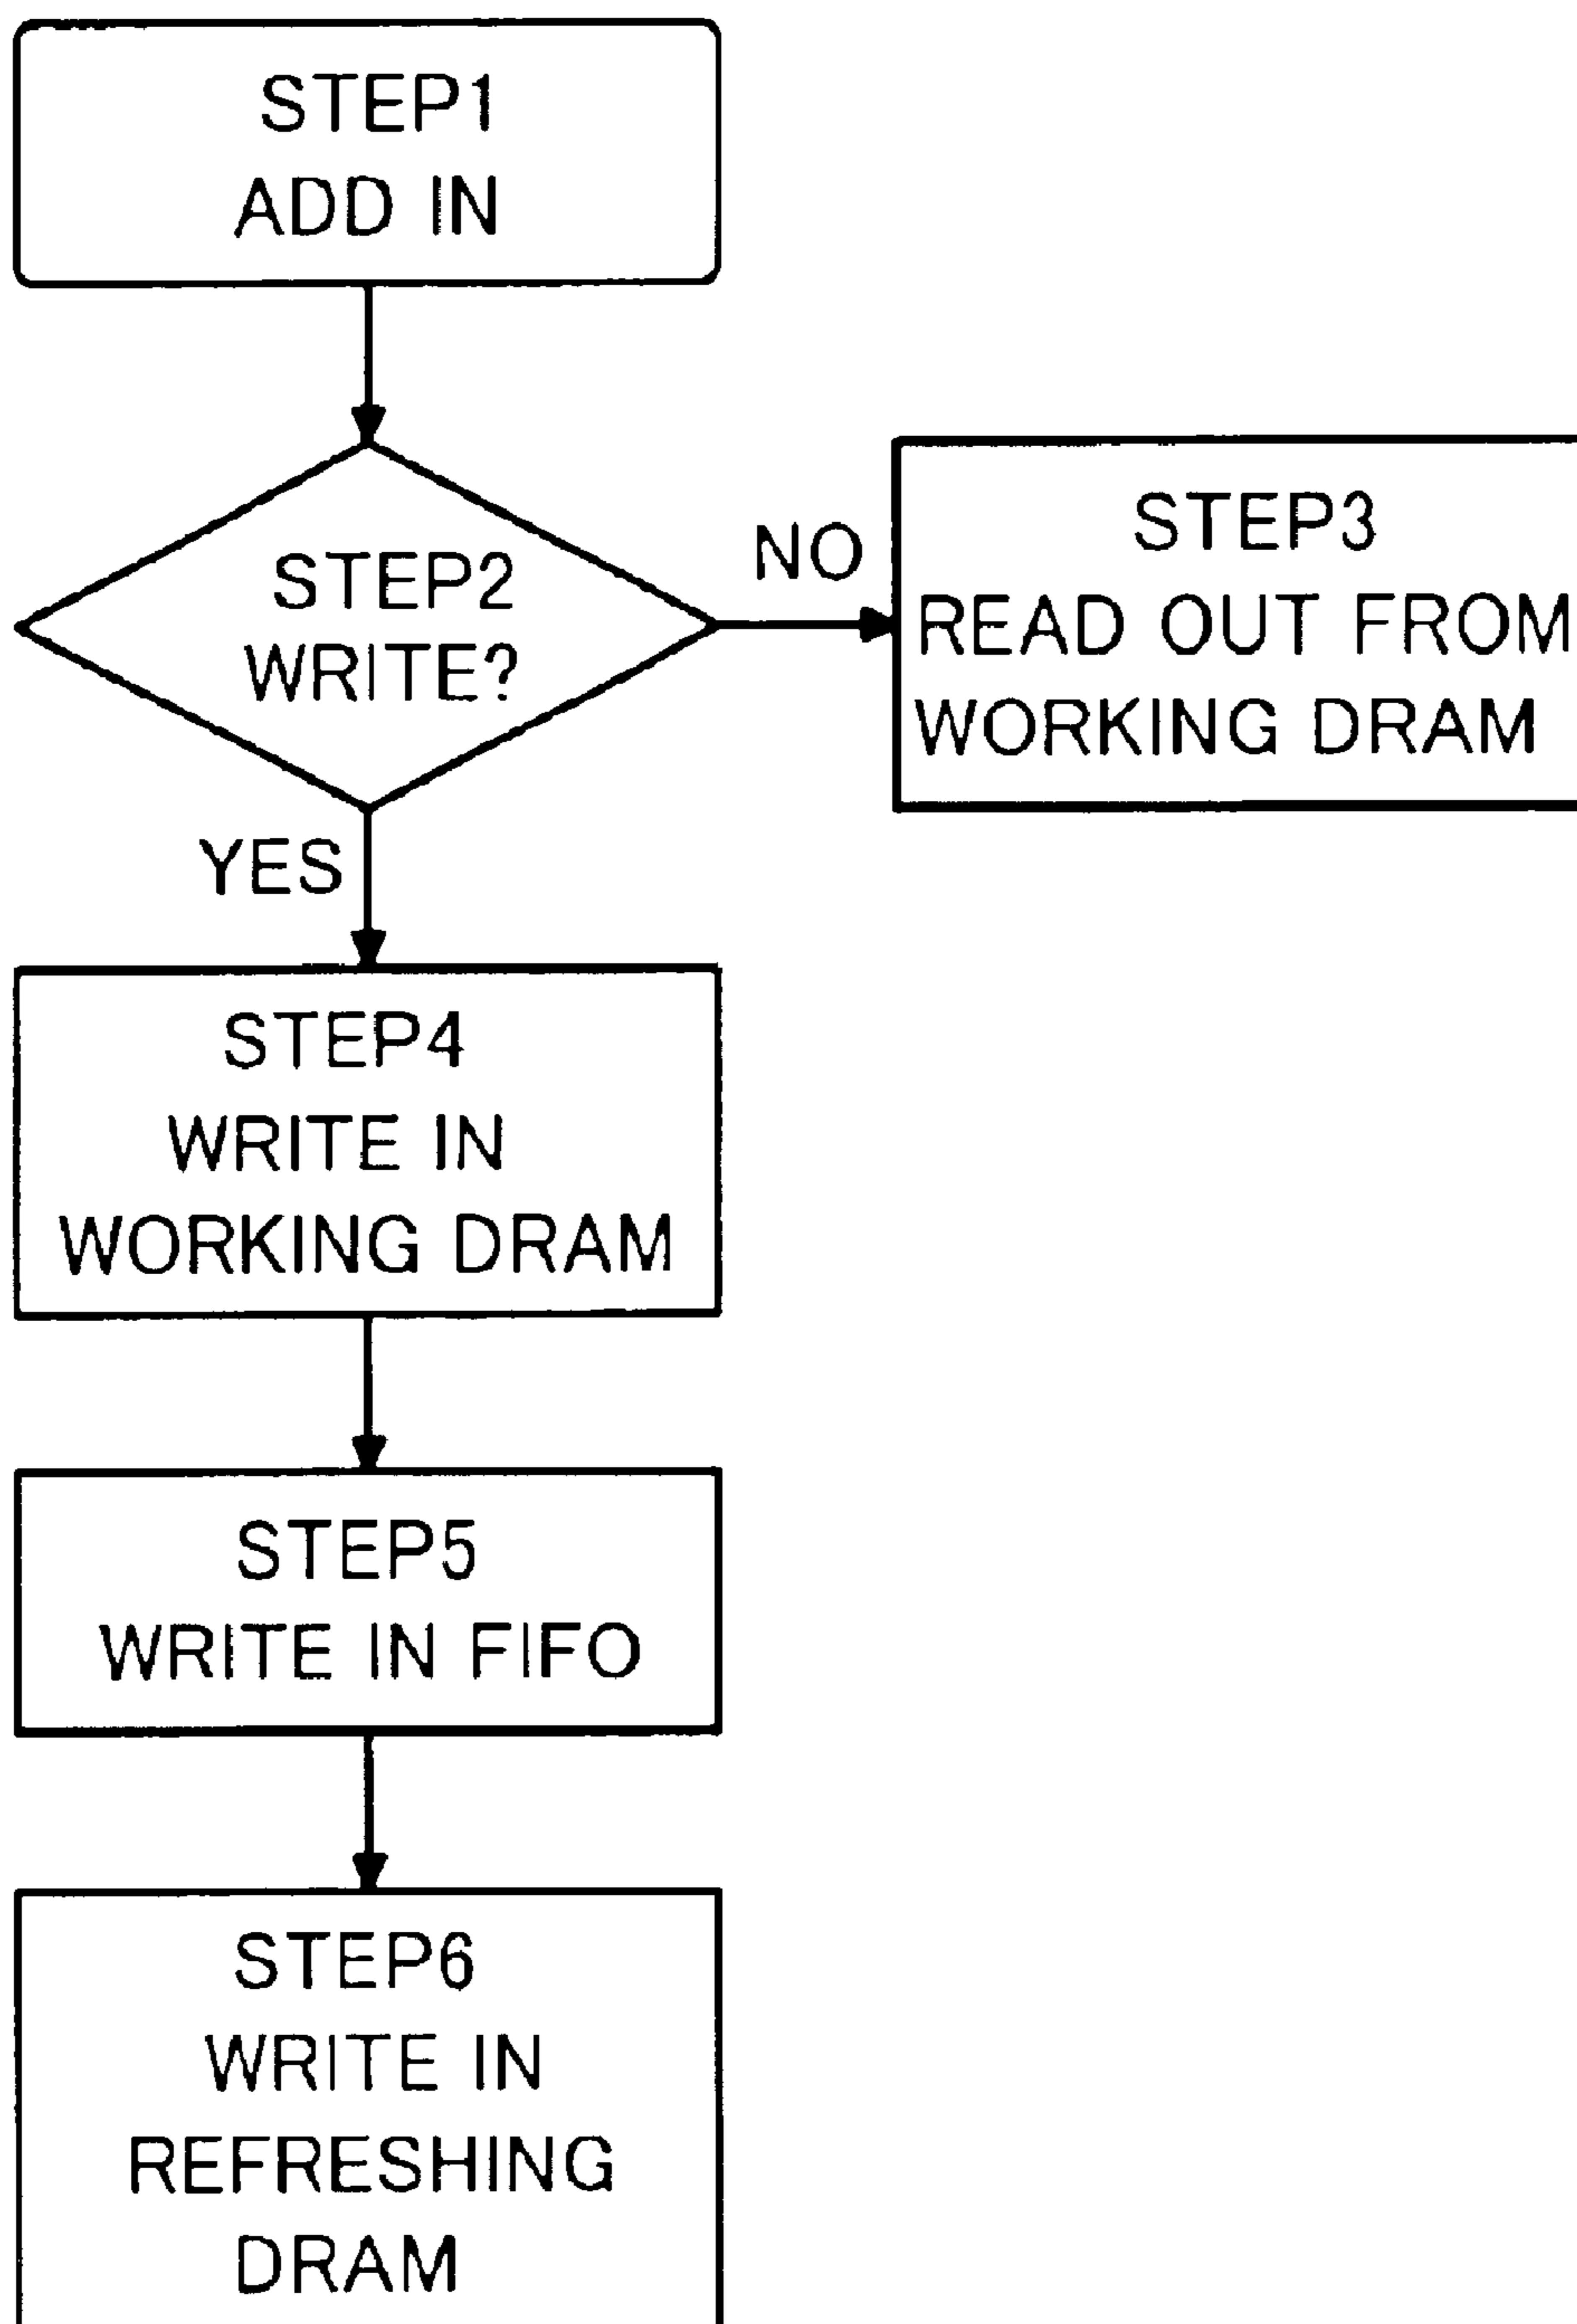 STEP1
ADD IN
STEP2
WRITE?
NO
STEP3
READ OUT FROM
WORKING DRAM
YES
STEP4
WRITE IN
WORKING DRAM
STEP5
WRITE IN FIFO
STEP6
WRITE IN
REFRESHING
DRAM